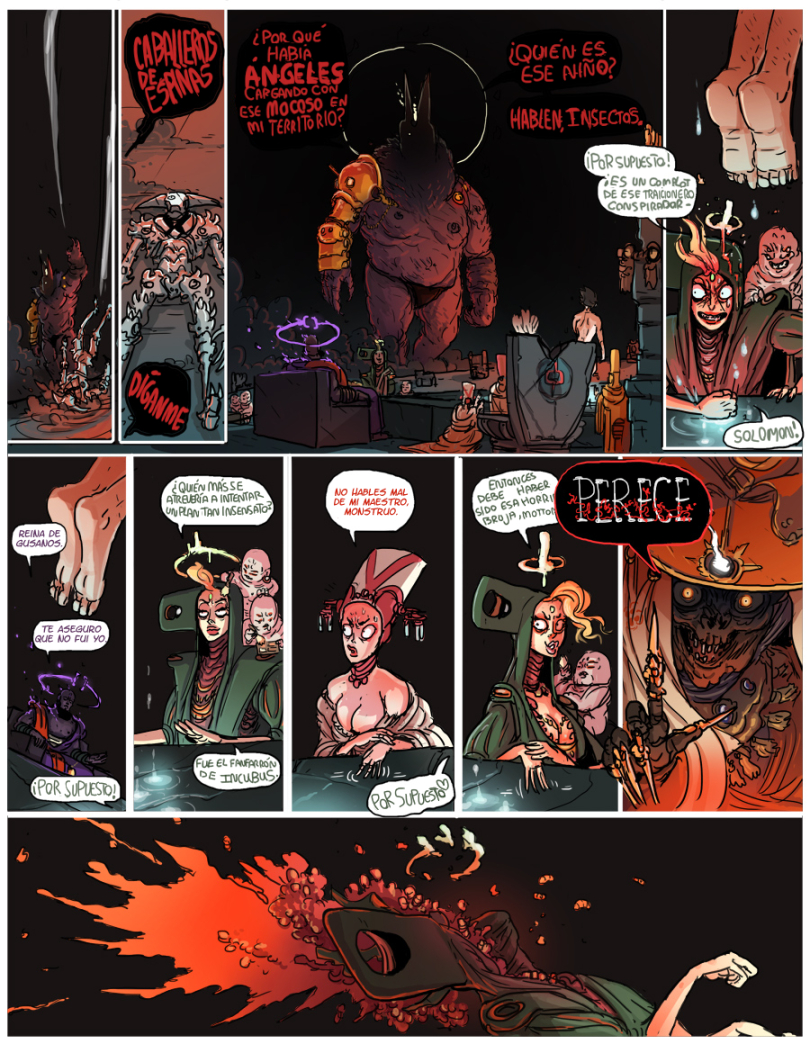 CABALLEROS
DE
ESPINAS
DÍGANME
¿POR QUÉ
HABÍA
ÁNGELES
CARGANDO CON
ESE MOCOSO EN
MI TERRITORIO?
¿QUIÉN ES
ESE NIÑO?
HABLEN, INSECTOS.
¡POR SUPUESTO!
¡ES UN COMPLOT
DE ESE TRAICIONERO
CONSPIRADOR-
SOLOMON!
REINA DE
GUSANOS.
TE ASEGURO
QUE NO FUI YO.
¡POR SUPUESTO!
¿QUIÉN MÁS SE
ATREVERÍA A INTENTAR
UN PLAN TAN INSENSATO?
FUE EL FANFARRÓN
DE INCUBUS.
NO HABLES MAL
DE MI MAESTRO,
MONSTRUO.
POR SUPUESTO
ENTONCES
DEBE HABER
SIDO ESA HORRI
BRUJA, MOTTOM
PERECE